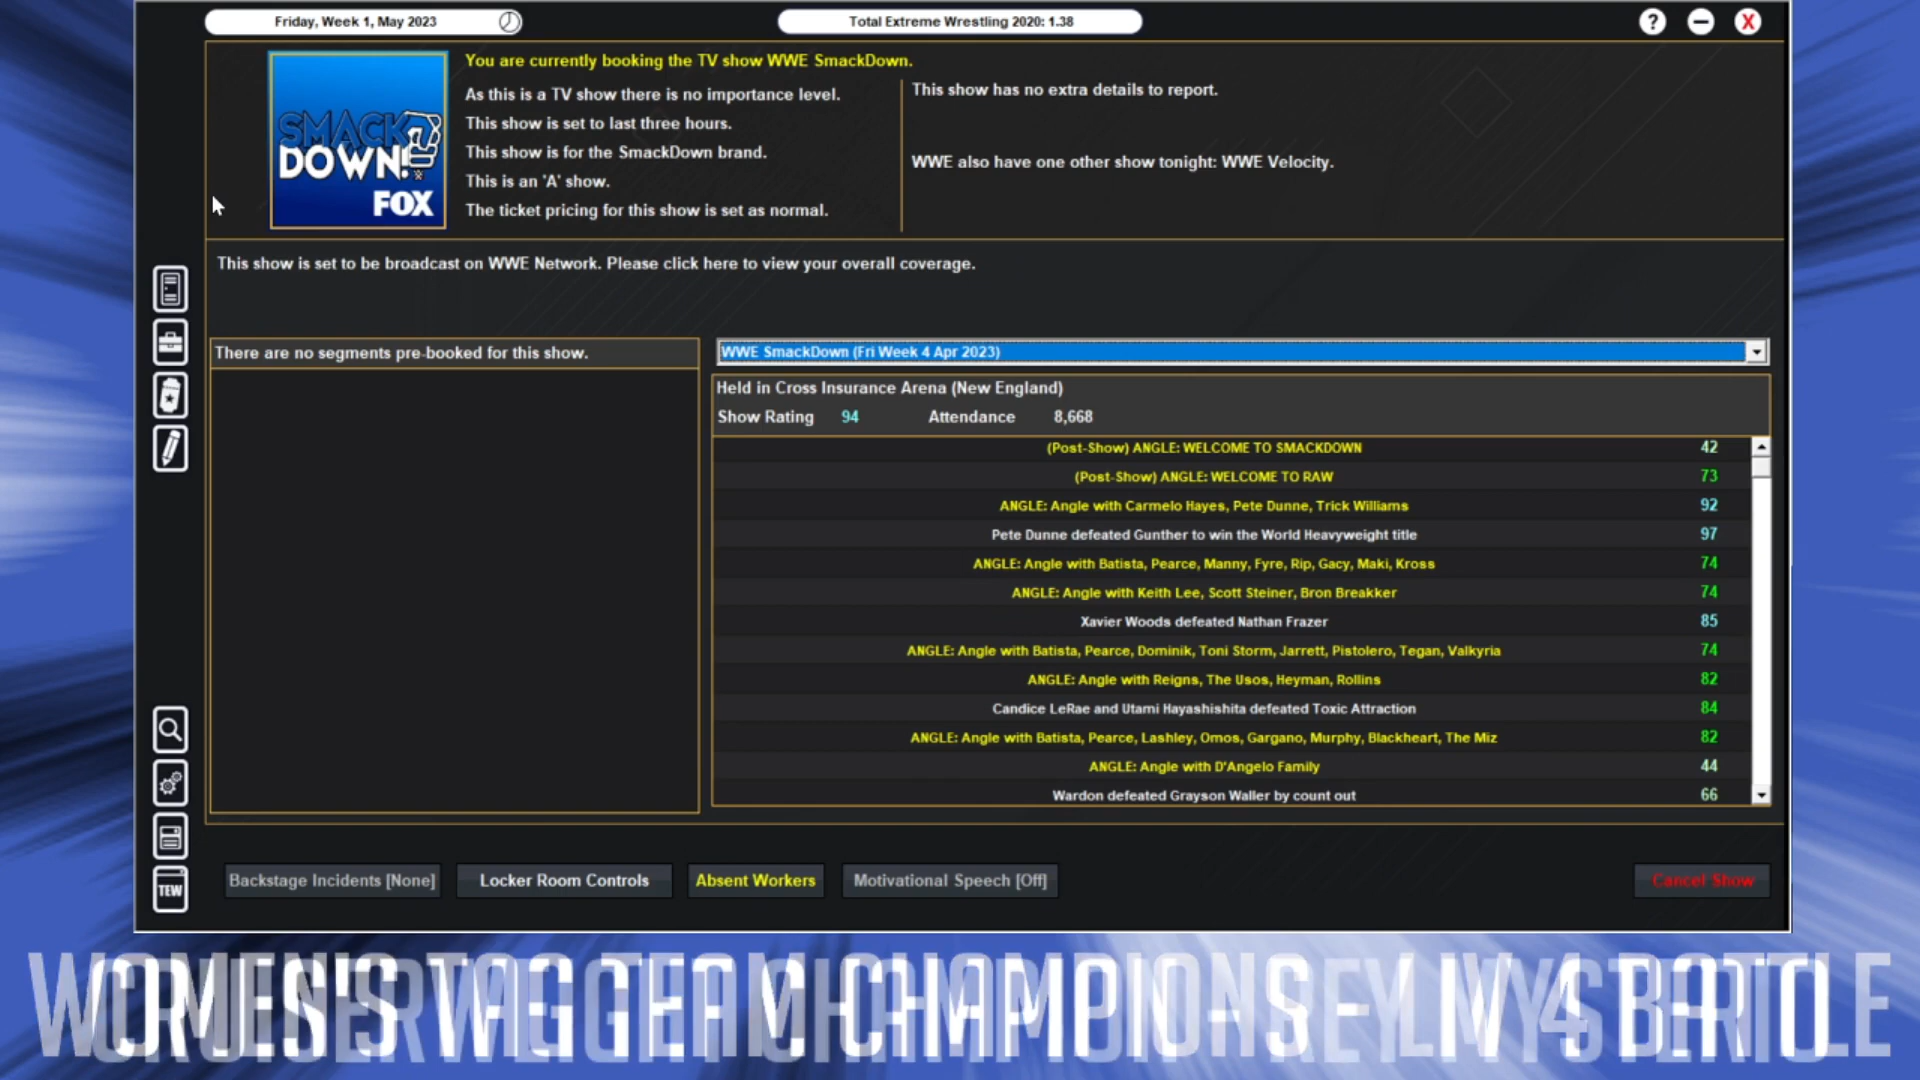 Friday, Week 1, May 2023
Total Extreme Wrestling 2020: 1.38
?
X
SMACK
DOWN!
FOX
You are currently booking the TV show WWE SmackDown.
As this is a TV show there is no importance level.
This show is set to last three hours.
This show is for the SmackDown brand.
This is an 'A' show.
The ticket pricing for this show is set as normal.
This show has no extra details to report.
WWE also have one other show tonight: WWE Velocity.
This show is set to be broadcast on WWE Network. Please click here to view your overall coverage.
There are no segments pre-booked for this show.
WWE SmackDown (Fri Week 4 Apr 2023)
Held in Cross Insurance Arena (New England)
Show Rating 94 Attendance 8,668
(Post-Show) ANGLE: WELCOME TO SMACKDOWN 42
(Post-Show) ANGLE: WELCOME TO RAW 73
ANGLE: Angle with Carmelo Hayes, Pete Dunne, Trick Williams 92
Pete Dunne defeated Gunther to win the World Heavyweight title 97
ANGLE: Angle with Batista, Pearce, Manny, Fyre, Rip, Gacy, Maki, Kross 74
ANGLE: Angle with Keith Lee, Scott Steiner, Bron Breakker 74
Xavier Woods defeated Nathan Frazer 85
ANGLE: Angle with Batista, Pearce, Dominik, Toni Storm, Jarrett, Pistolero, Tegan, Valkyria 74
ANGLE: Angle with Reigns, The Usos, Heyman, Rollins 82
Candice LeRae and Utami Hayashishita defeated Toxic Attraction 84
ANGLE: Angle with Batista, Pearce, Lashley, Omos, Gargano, Murphy, Blackheart, The Miz 82
ANGLE: Angle with D'Angelo Family 44
Wardon defeated Grayson Waller by count out 66
TEW
Backstage Incidents [None]
Locker Room Controls
Absent Workers
Motivational Speech [Off]
Cancel Show
WOMEN'S TAG TEAM CHAMPIONS -